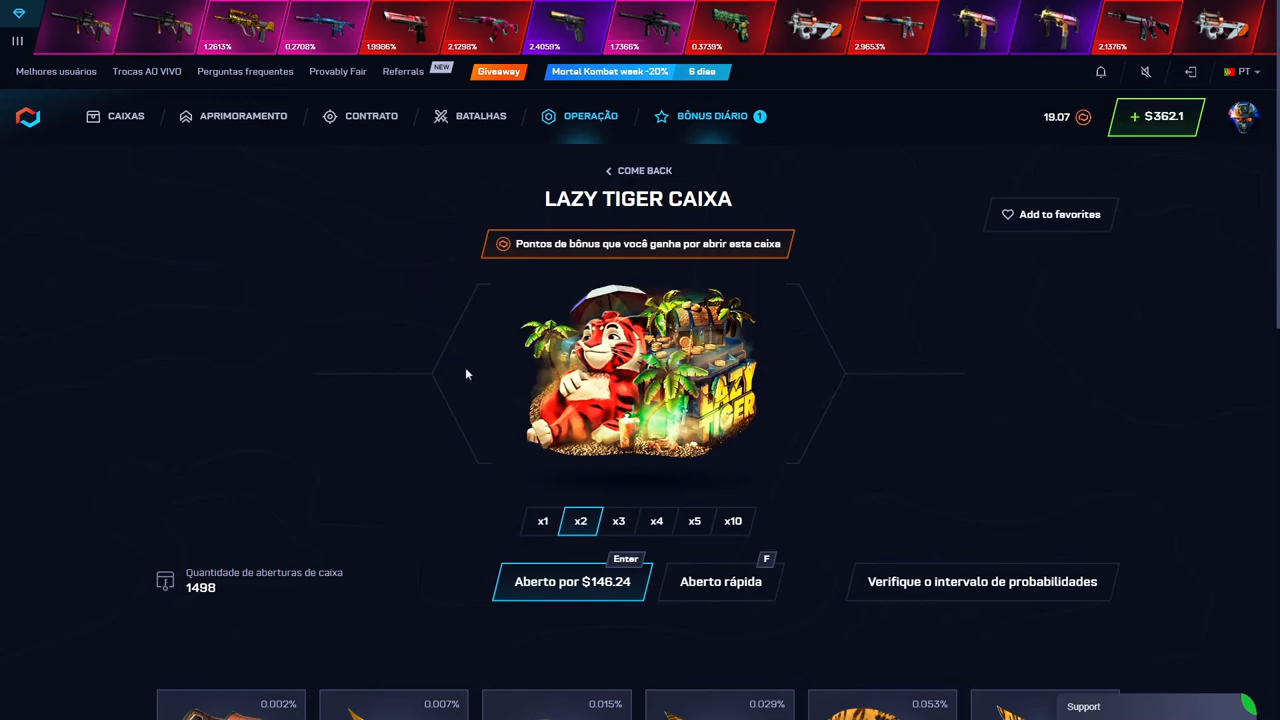 1.2613%
0.2708%
1.9986%
2.1298%
2.4059%
1.7366%
0.3739%
2.9653%
2.1376%
Melhores usuários
Trocas AO VIVO
Perguntas frequentes
Provably Fair
Referrals
NEW
Giveaway
Mortal Kombat week -20%
6 dias
PT
CAIXAS
APRIMORAMENTO
CONTRATO
BATALHAS
OPERAÇÃO
BÔNUS DIÁRIO
1
19.07
+ $362.1
COME BACK
LAZY TIGER CAIXA
Add to favorites
Pontos de bônus que você ganha por abrir esta caixa
LAZY
TIGER
x1
x2
x3
x4
x5
x10
Enter
F
Quantidade de aberturas de caixa
1498
Aberto por $146.24
Aberto rápida
Verifique o intervalo de probabilidades
0.002%
0.007%
0.015%
0.029%
0.053%
Support